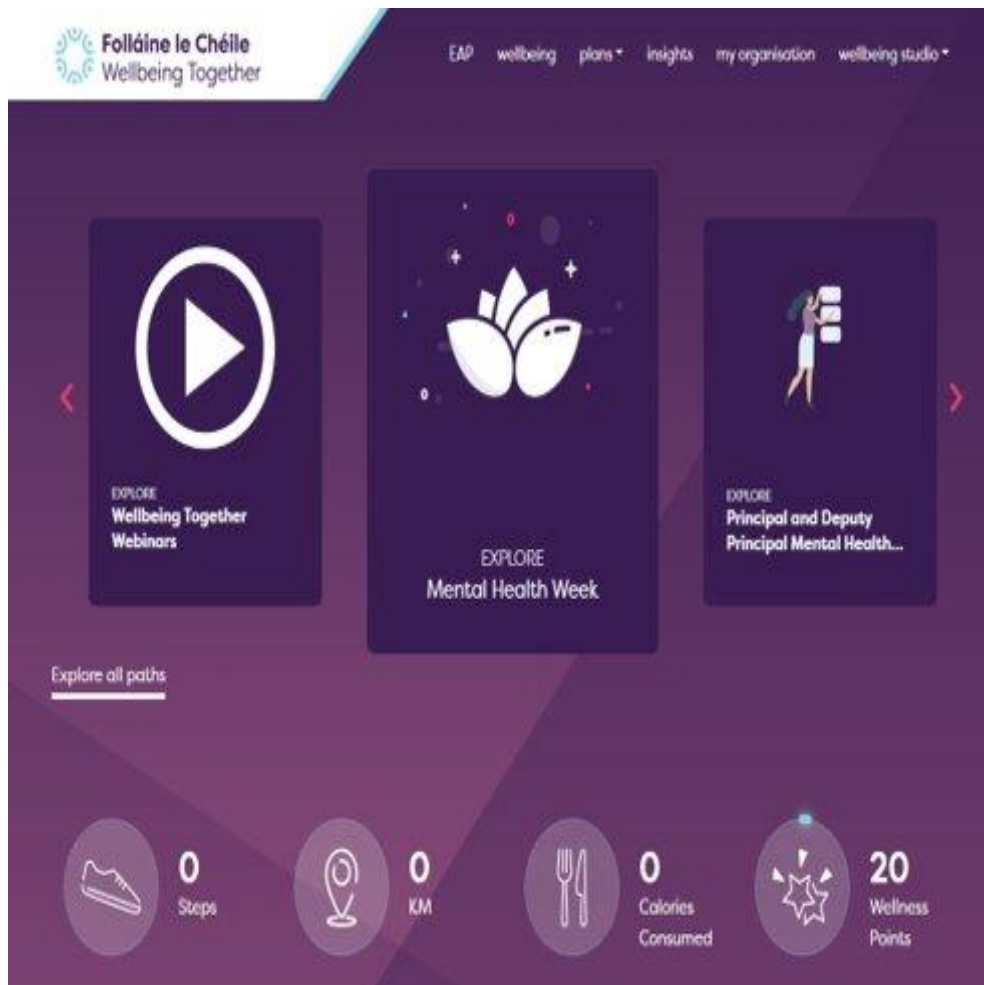 Folláine le Chéile
Wellbeing Together
EAP wellbeing plans insights my organisation wellbeing studio
EXPLORE
Wellbeing Together
Webinars
EXPLORE
Mental Health Week
EXPLORE
Principal and Deputy
Principal Mental Health...
Explore all paths
0
Steps
0
KM
0
Calories
Consumed
20
Wellness
Points